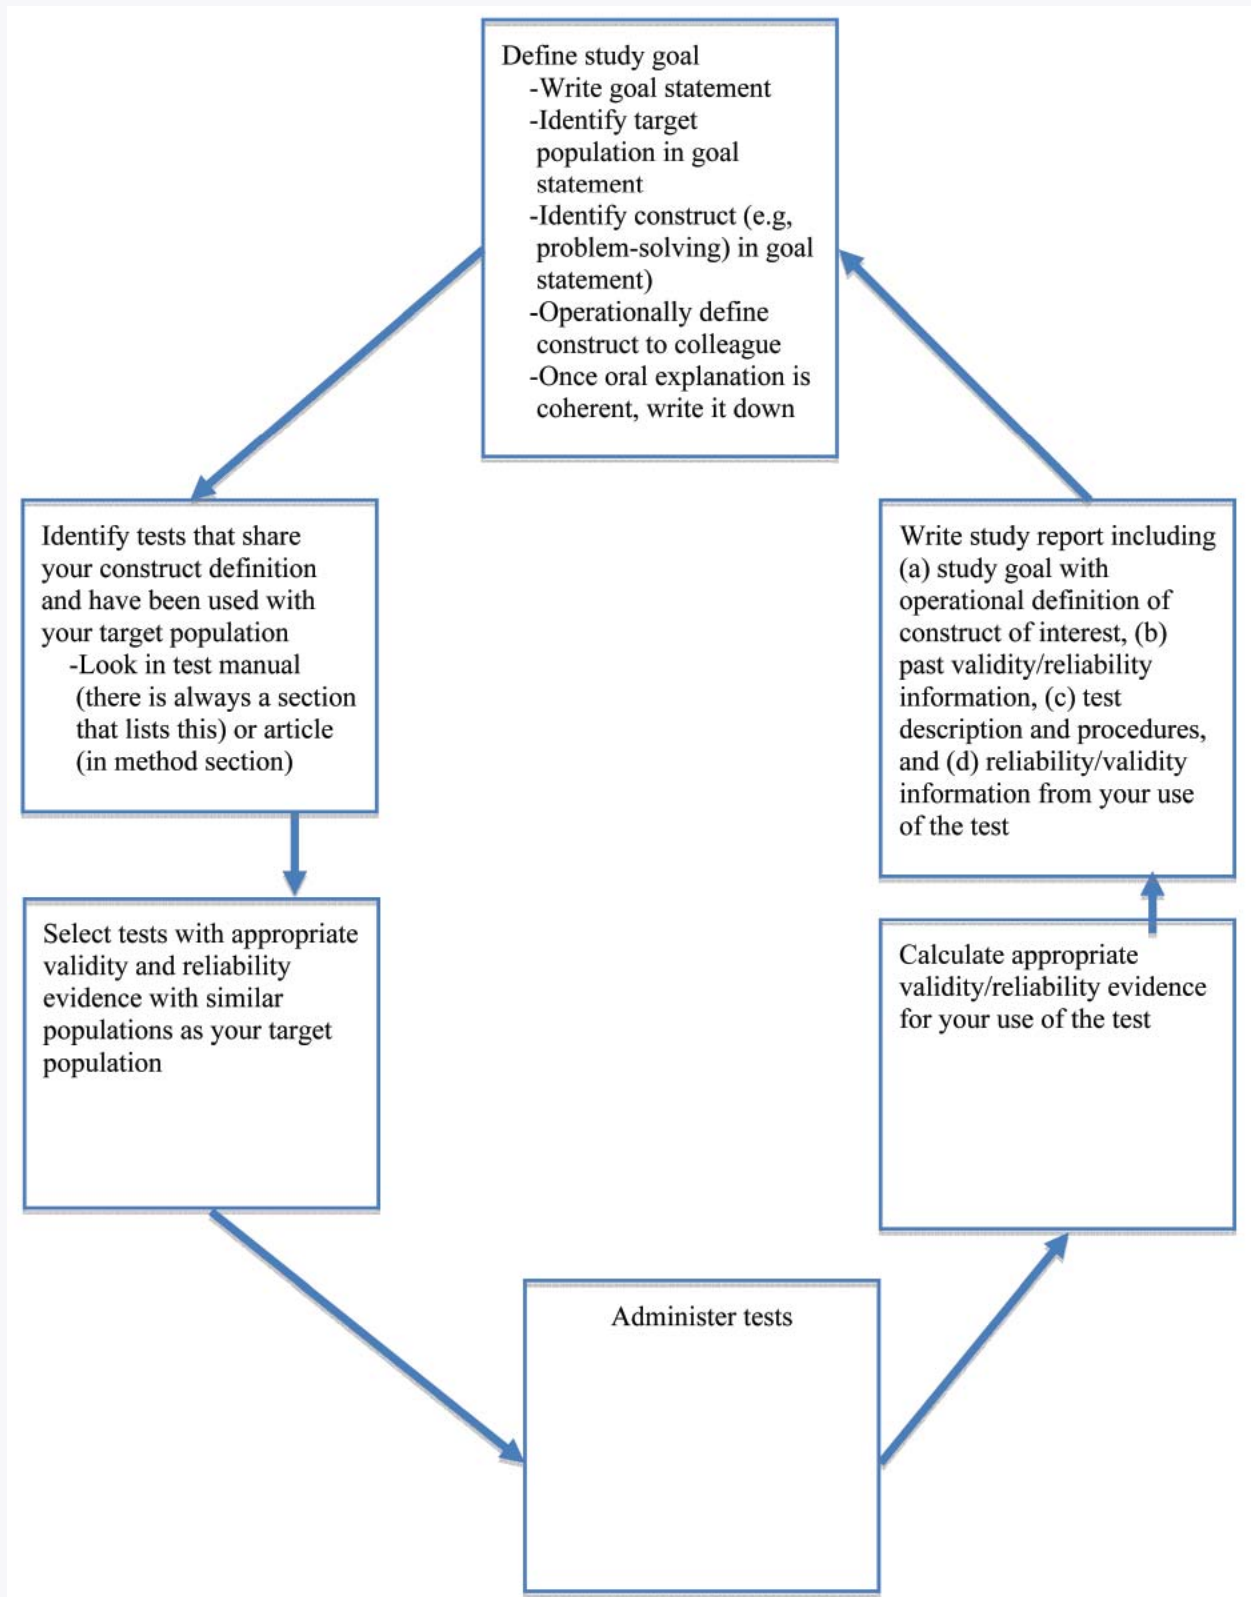 Define study goal
-Write goal statement
-Identify target
population in goal
statement
-Identify construct (e.g,
problem-solving) in goal
statement)
-Operationally define
construct to colleague
-Once oral explanation is
coherent, write it down
Identify tests that share
your construct definition
and have been used with
your target population
-Look in test manual
(there is always a section
that lists this) or article
(in method section)
Select tests with appropriate
validity and reliability
evidence with similar
populations as your target
population
Administer tests
Calculate appropriate
validity/reliability evidence
for your use of the test
Write study report including
(a) study goal with
operational definition of
construct of interest, (b)
past validity/reliability
information, (c) test
description and procedures,
and (d) reliability/validity
information from your use
of the test